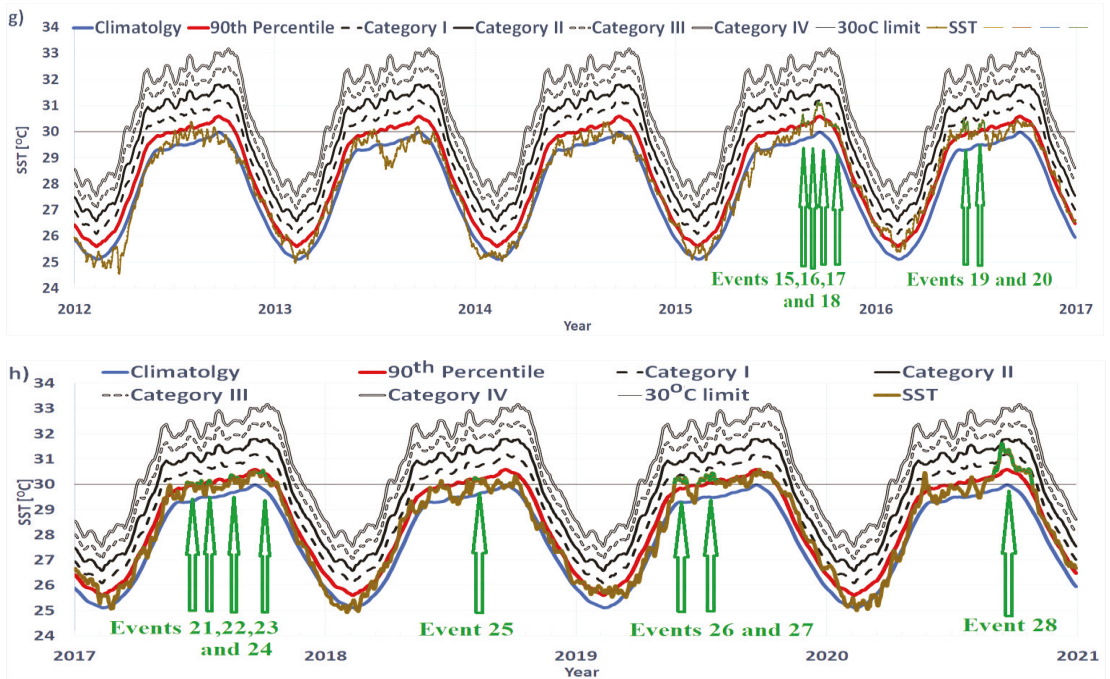 g)
Climatolgy 90th Percentile Category I Category II Category III Category IV 30oC limit SST
34
33
32
31
30
29
28
27
26
25
24
SST [ºC]
Events 15,16,17
and 18
Events 19 and 20
2012 2013 2014 2015 2016 2017
Year
h)
Climatolgy 90th Percentile Category I Category II
Category III Category IV 30OC limit SST
34
33
32
31
30
29
28
27
26
25
24
SST [ºC]
Events 21,22,23
and 24
Event 25
Events 26 and 27
Event 28
2017 2018 2019 2020 2021
Year